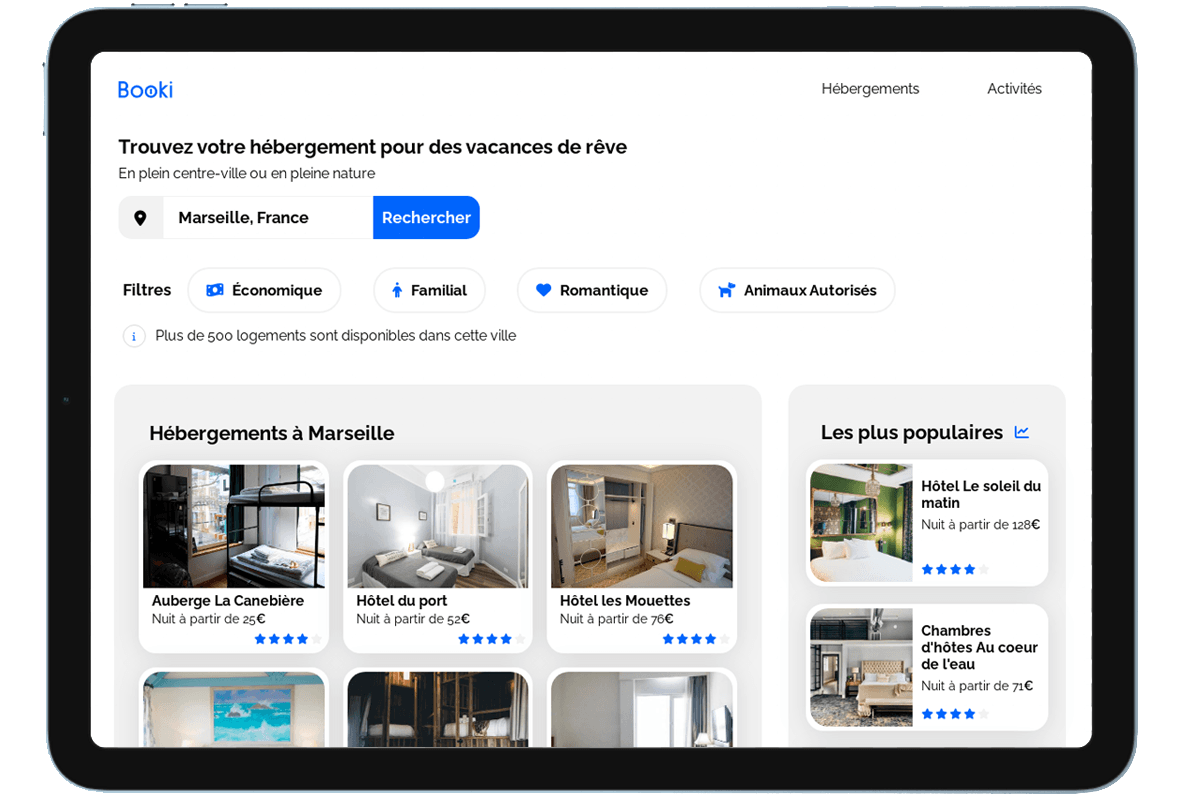 Booki
Hébergements
Activités
Trouvez votre hébergement pour des vacances de rêve
En plein centre-ville ou en pleine nature
Marseille, France
Rechercher
Filtres
Économique
Familial
Romantique
Animaux Autorisés
i
Plus de 500 logements sont disponibles dans cette ville
Hébergements à Marseille
Auberge La Canebière
Nuit à partir de 25€
Hôtel du port
Nuit à partir de 52€
Hôtel les Mouettes
Nuit à partir de 76€
Les plus populaires
Hôtel Le soleil du
matin
Nuit à partir de 128€
Chambres
d'hôtes Au coeur
de l'eau
Nuit à partir de 71€